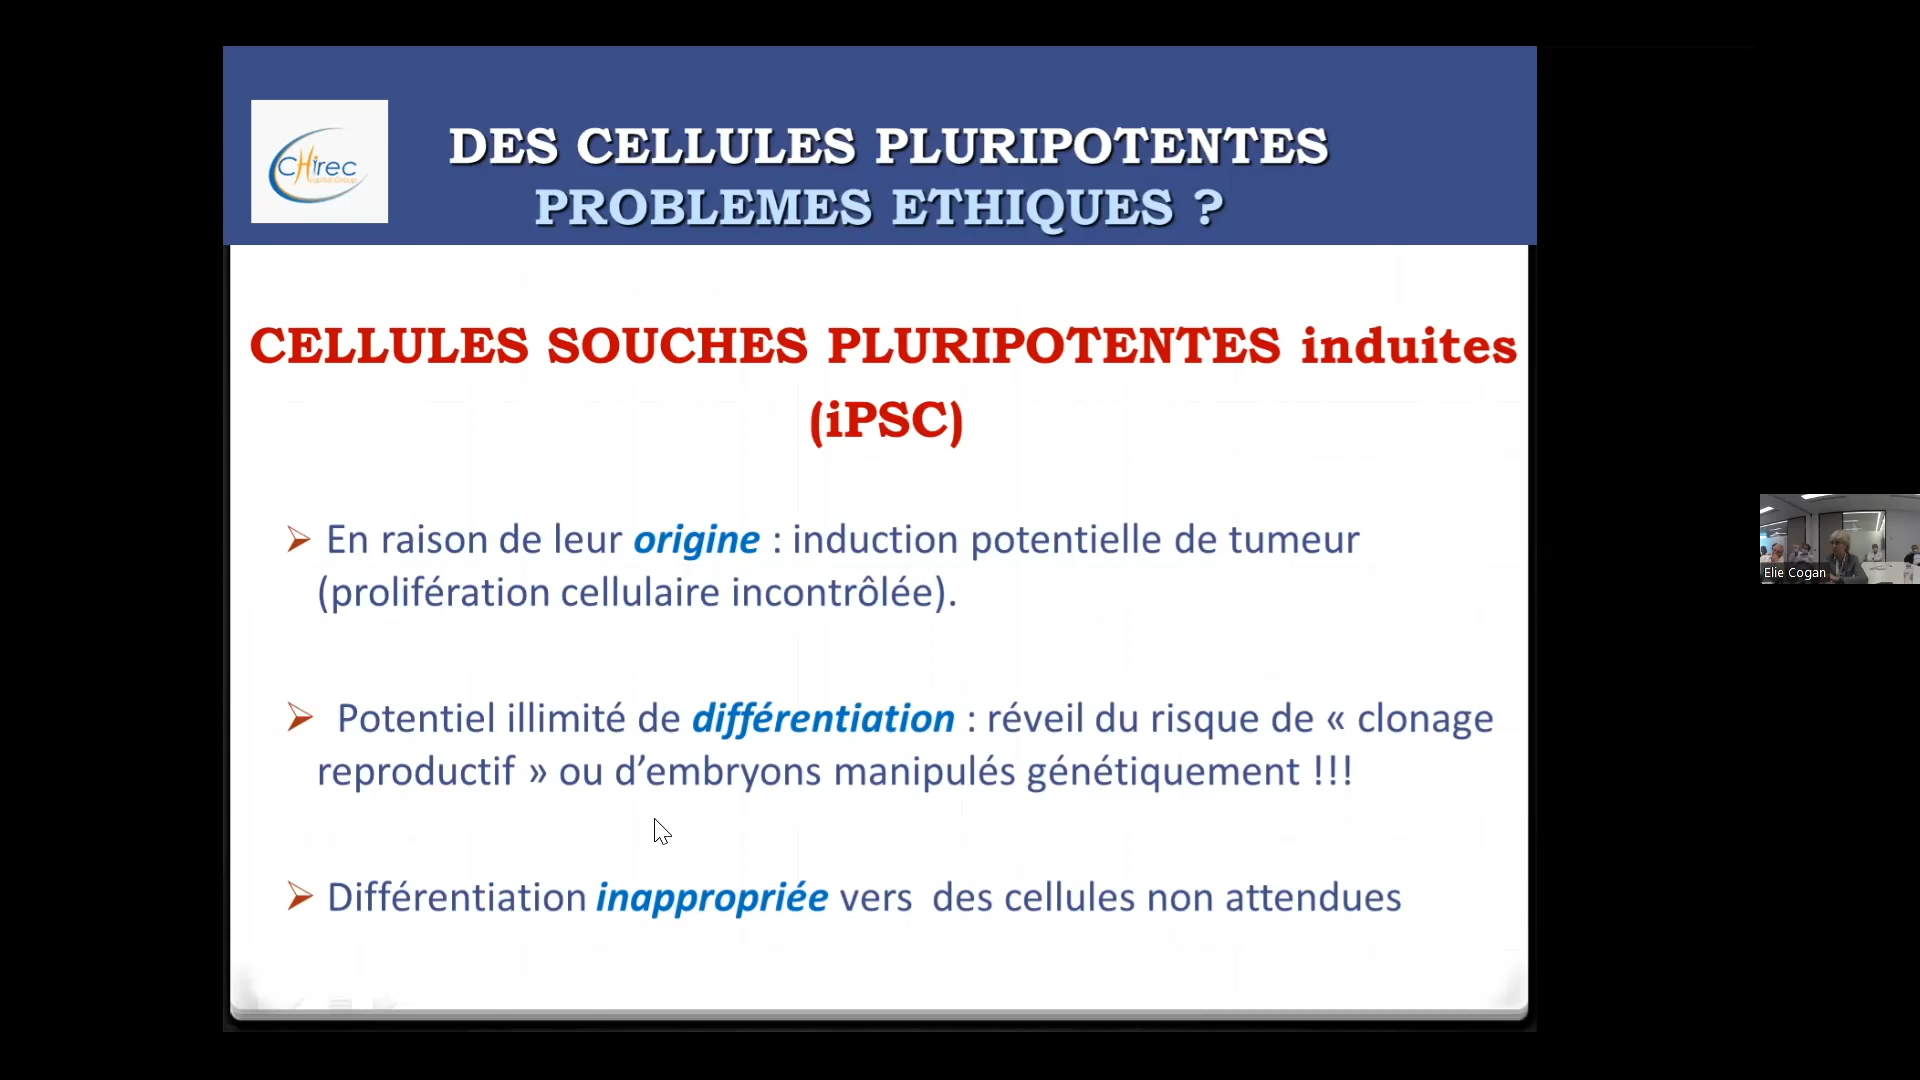 CHirec
DES CELLULES PLURIPOTENTES
PROBLEMES ETHIQUES ?
CELLULES SOUCHES PLURIPOTENTES induites
(iPSC)
En raison de leur origine : induction potentielle de tumeur
(prolifération cellulaire incontrôlée).
Potentiel illimité de différentiation : réveil du risque de « clonage
reproductif » ou d’embryons manipulés génétiquement !!!
Différentiation inappropriée vers des cellules non attendues
Elie Cogan